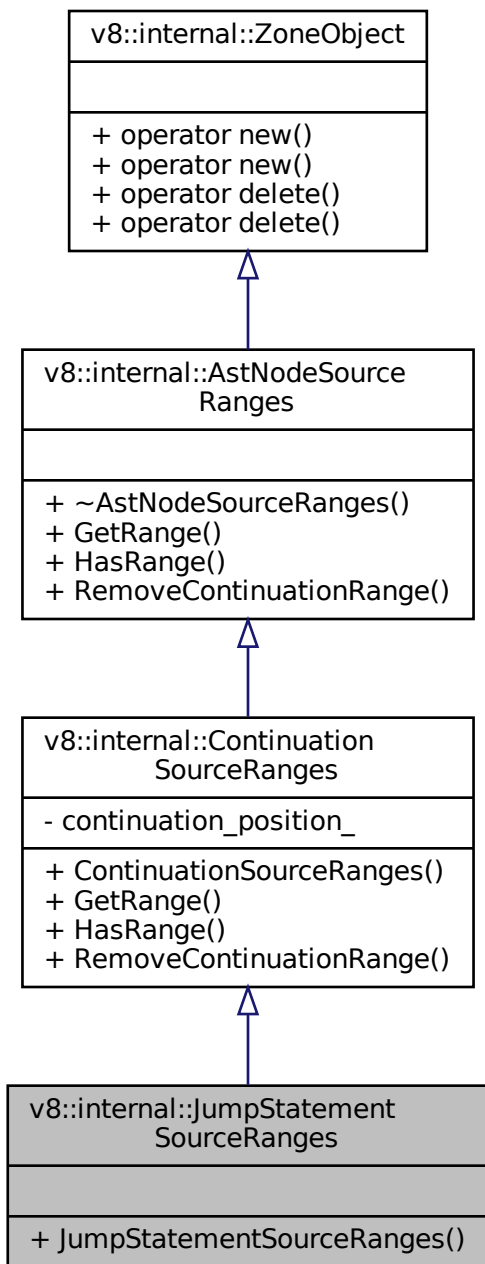 v8::internal::ZoneObject
+ operator new()
+ operator new()
+ operator delete()
+ operator delete()
v8::internal::AstNodeSource
Ranges
+ ~AstNodeSourceRanges()
+ GetRange()
+ HasRange()
+ RemoveContinuationRange()
v8::internal::Continuation
SourceRanges
- continuation_position_
+ ContinuationSourceRanges()
+ GetRange()
+ HasRange()
+ RemoveContinuationRange()
v8::internal::JumpStatement
SourceRanges
+ JumpStatementSourceRanges()